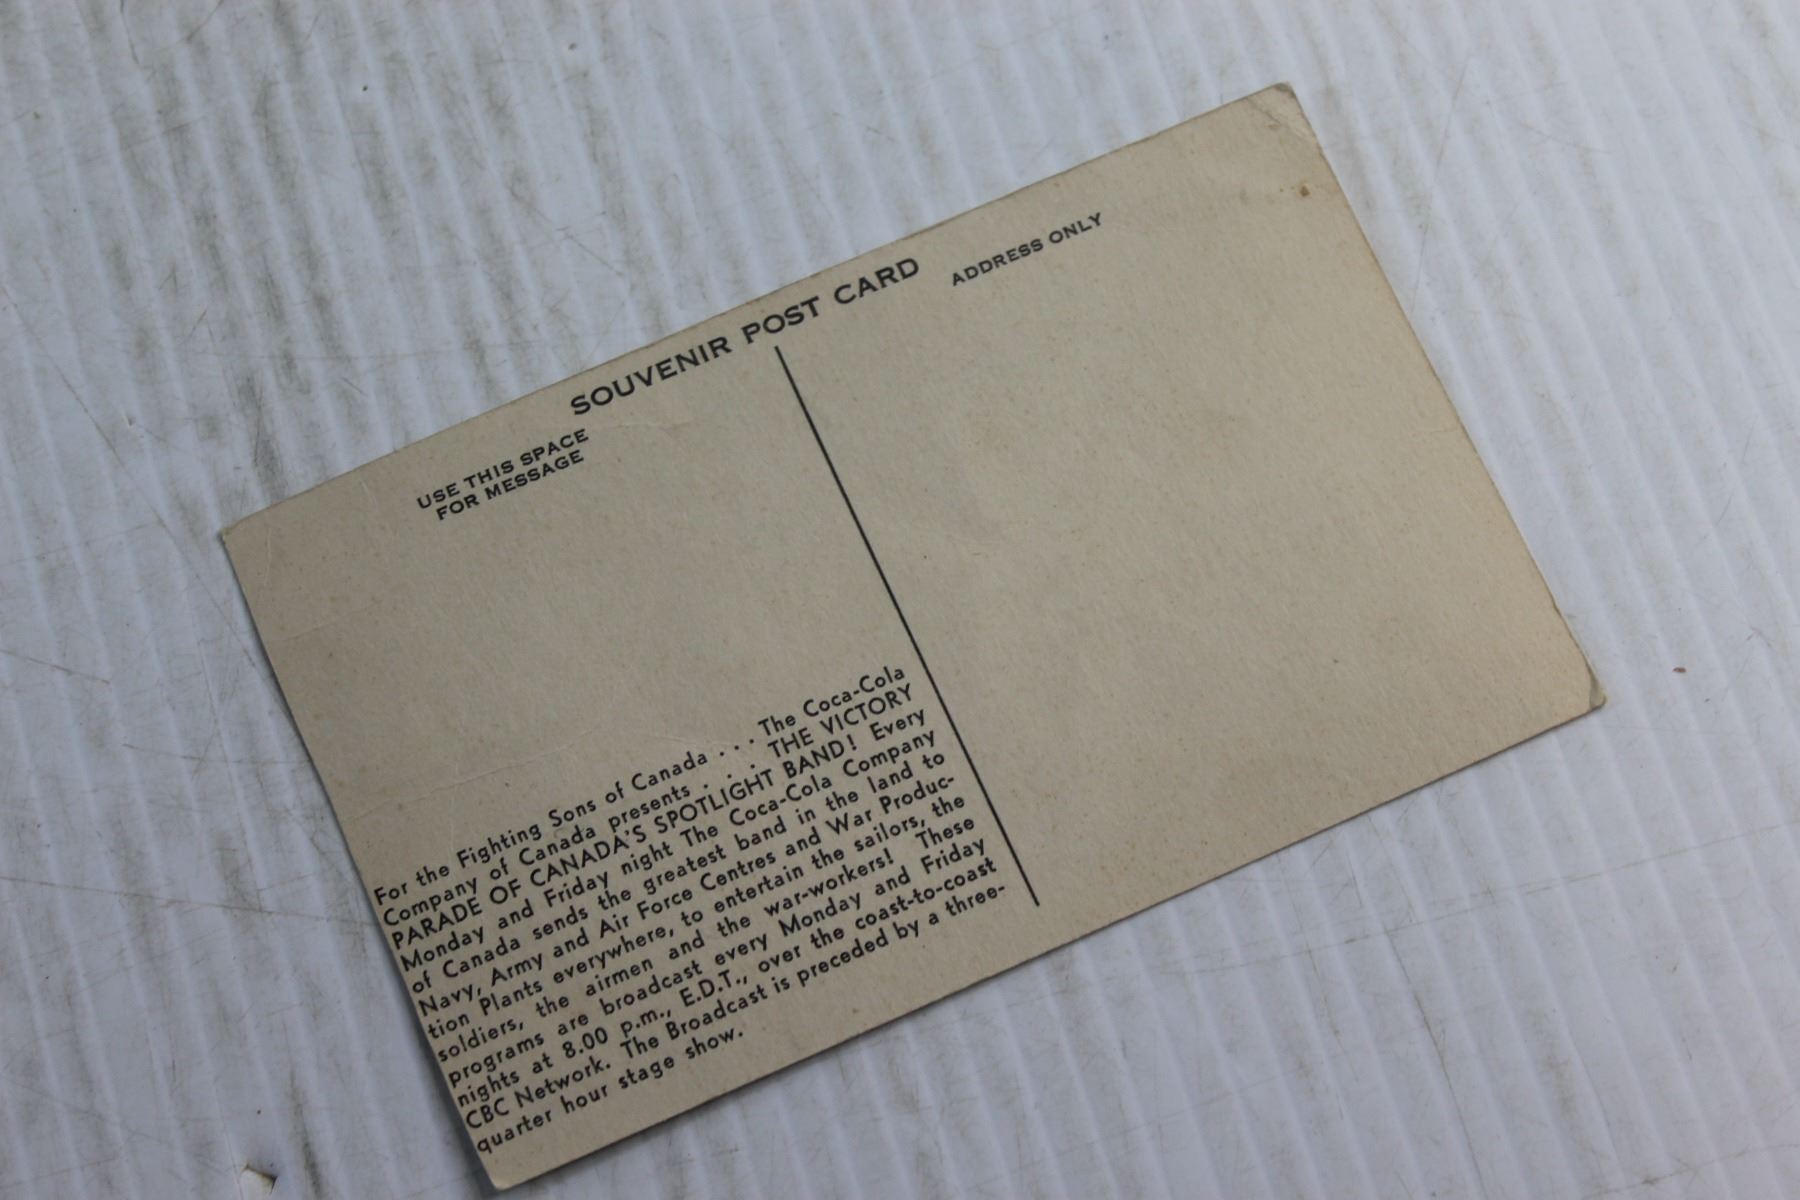 SOUVENIR POST CARD
USE THIS SPACE
FOR MESSAGE
ADDRESS ONLY
For the Fighting Sons of Canada . . . The Coca-Cola
Company of Canada presents . . . THE VICTORY
PARADE OF CANADA'S SPOTLIGHT BAND! Every
Monday and Friday night The Coca-Cola Company
of Canada sends the greatest band in the land to
Navy, Army and Air Force Centres and War Produc-
tion Plants everywhere, to entertain the sailors, the
soldiers, the airmen and the war-workers! These
programs are broadcast every Monday and Friday
nights at 8.00 p.m., E.D.T., over the coast-to-coast
CBC Network. The Broadcast is preceded by a three-
quarter hour stage show.